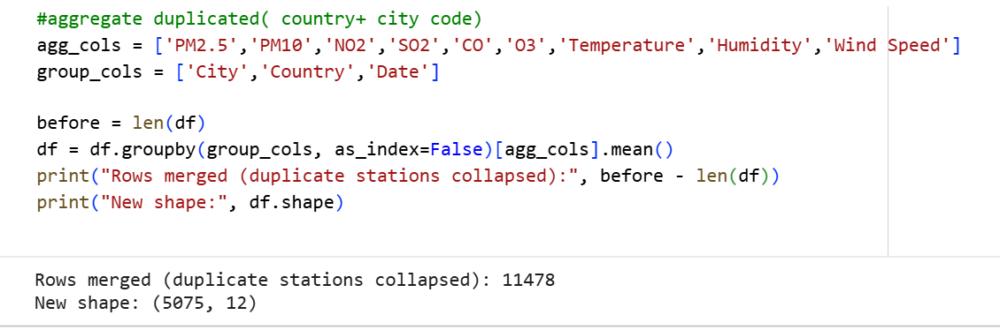 #aggregate duplicated( country+ city code)
agg_cols = ['PM2.5','PM10','NO2','SO2','CO','O3','Temperature','Humidity','Wind Speed']
group_cols = ['City','Country','Date']
before = len(df)
df = df.groupby(group_cols, as_index=False)[agg_cols].mean()
print("Rows merged (duplicate stations collapsed):", before - len(df))
print("New shape:", df.shape)
Rows merged (duplicate stations collapsed): 11478
New shape: (5075, 12)